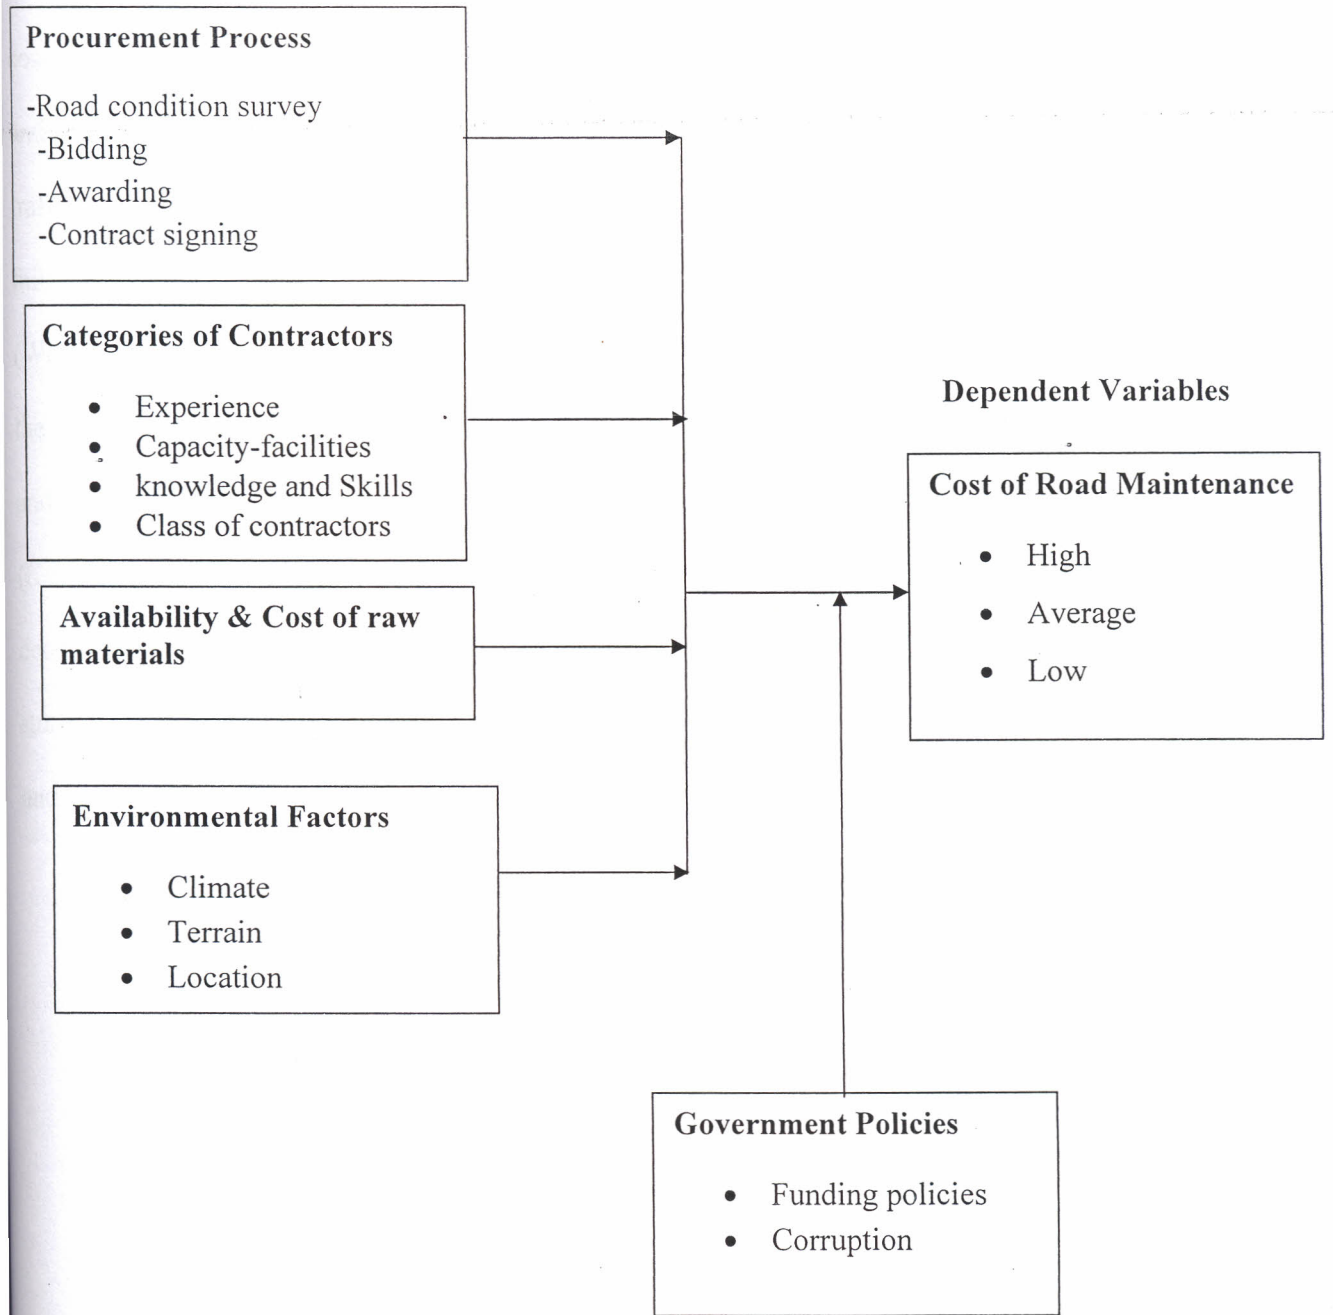 Procurement Process
-Road condition survey
-Bidding
-Awarding
-Contract signing
Categories of Contractors
• Experience
• Capacity-facilities
• knowledge and Skills
• Class of contractors
Availability & Cost of raw
materials
Environmental Factors
• Climate
• Terrain
• Location
Dependent Variables
Cost of Road Maintenance
• High
• Average
• Low
Government Policies
• Funding policies
• Corruption